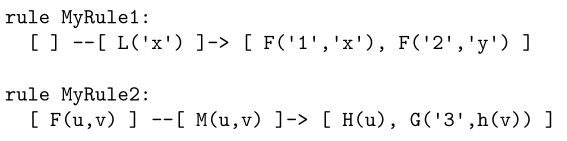 rule MyRule1:
[ ] --[ L('x') ]-> [ F('1','x'), F('2','y') ]
rule MyRule2:
[ F(u,v) ] --[ M(u,v) ]-> [ H(u), G('3',h(v)) ]